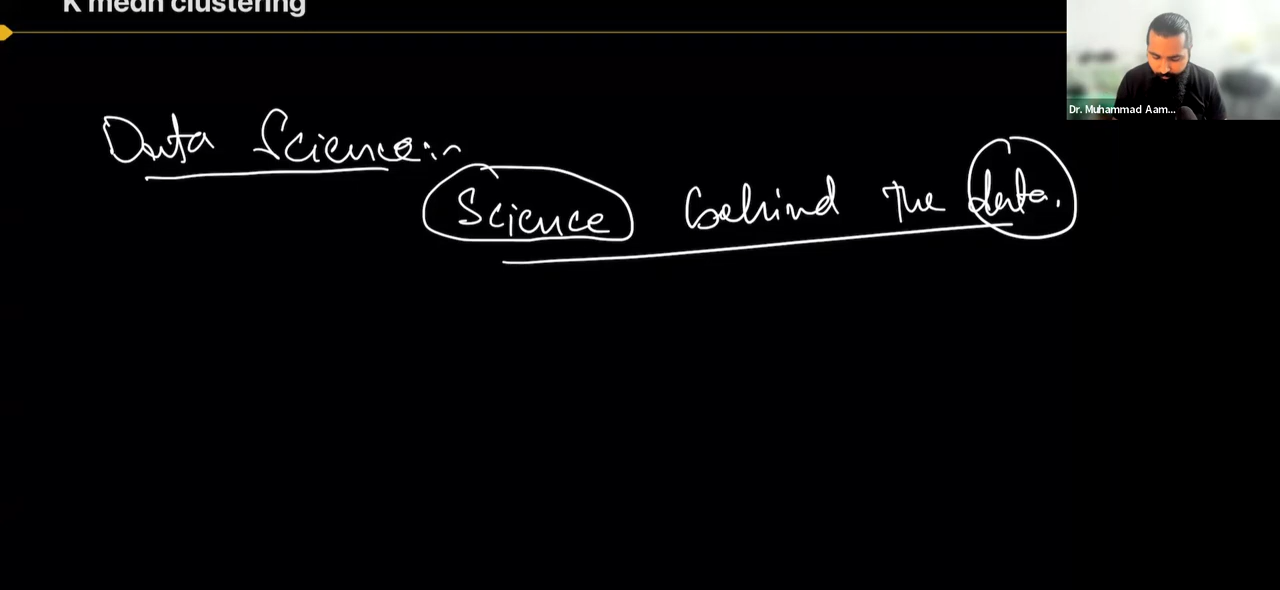 K mean clustering
Dr. Muhammad Aam...
Data Science:-
Science behind the data.